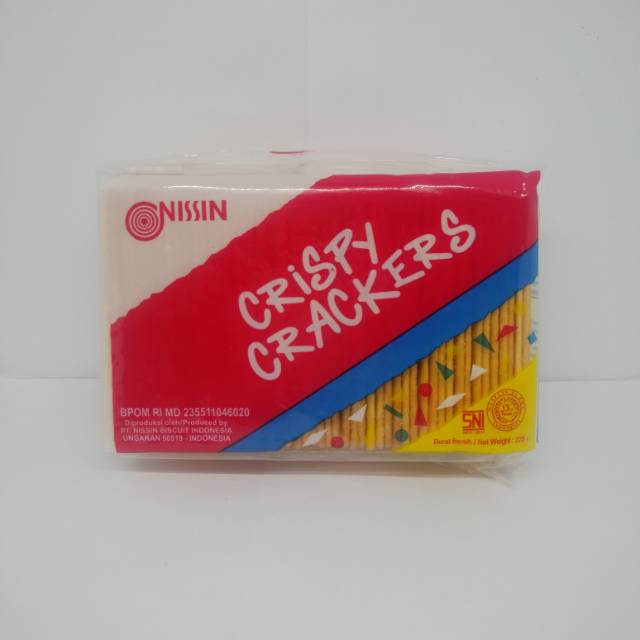 NISSIN
CRiSPY
CRACKERS
BPOM RI MD 235511046020
Diproduksi oleh/Produced by
PT. NISSIN BISCUIT INDONESIA
UNGARAN 50519 - INDONESIA
SNI
Berat Bersih / Net Weight :